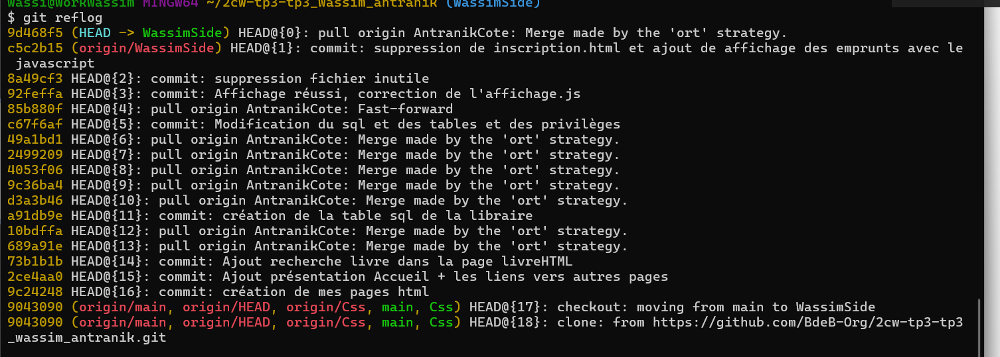 Wassi@WorkWassim MINGW64 ~/2cw-tp3-tp3_wassim_antranik (WassimSide)
$ git reflog
9d468f5 (HEAD -> WassimSide) HEAD@{0}: pull origin AntranikCote: Merge made by the 'ort' strategy.
c5c2b15 (origin/WassimSide) HEAD@{1}: commit: suppression de inscription.html et ajout de affichage des emprunts avec le
javascript
8a49cf3 HEAD@{2}: commit: suppression fichier inutile
92feffa HEAD@{3}: commit: Affichage réussi, correction de l'affichage.js
85b880f HEAD@{4}: pull origin AntranikCote: Fast-forward
c67f6af HEAD@{5}: commit: Modification du sql et des tables et des privilèges
49a1bd1 HEAD@{6}: pull origin AntranikCote: Merge made by the 'ort' strategy.
2499209 HEAD@{7}: pull origin AntranikCote: Merge made by the 'ort' strategy.
4053f06 HEAD@{8}: pull origin AntranikCote: Merge made by the 'ort' strategy.
9c36ba4 HEAD@{9}: pull origin AntranikCote: Merge made by the 'ort' strategy.
d3a3b46 HEAD@{10}: pull origin AntranikCote: Merge made by the 'ort' strategy.
a91db9e HEAD@{11}: commit: création de la table sql de la libraire
10bdffa HEAD@{12}: pull origin AntranikCote: Merge made by the 'ort' strategy.
689a91e HEAD@{13}: pull origin AntranikCote: Merge made by the 'ort' strategy.
73b1b1b HEAD@{14}: commit: Ajout recherche livre dans la page livreHTML
2ce4aa0 HEAD@{15}: commit: Ajout présentation Accueil + les liens vers autres pages
9c24248 HEAD@{16}: commit: création de mes pages html
9043090 (origin/main, origin/HEAD, origin/Css, main, Css) HEAD@{17}: checkout: moving from main to WassimSide
9043090 (origin/main, origin/HEAD, origin/Css, main, Css) HEAD@{18}: clone: from https://github.com/BdeB-Org/2cw-tp3-tp3
_wassim_antranik.git